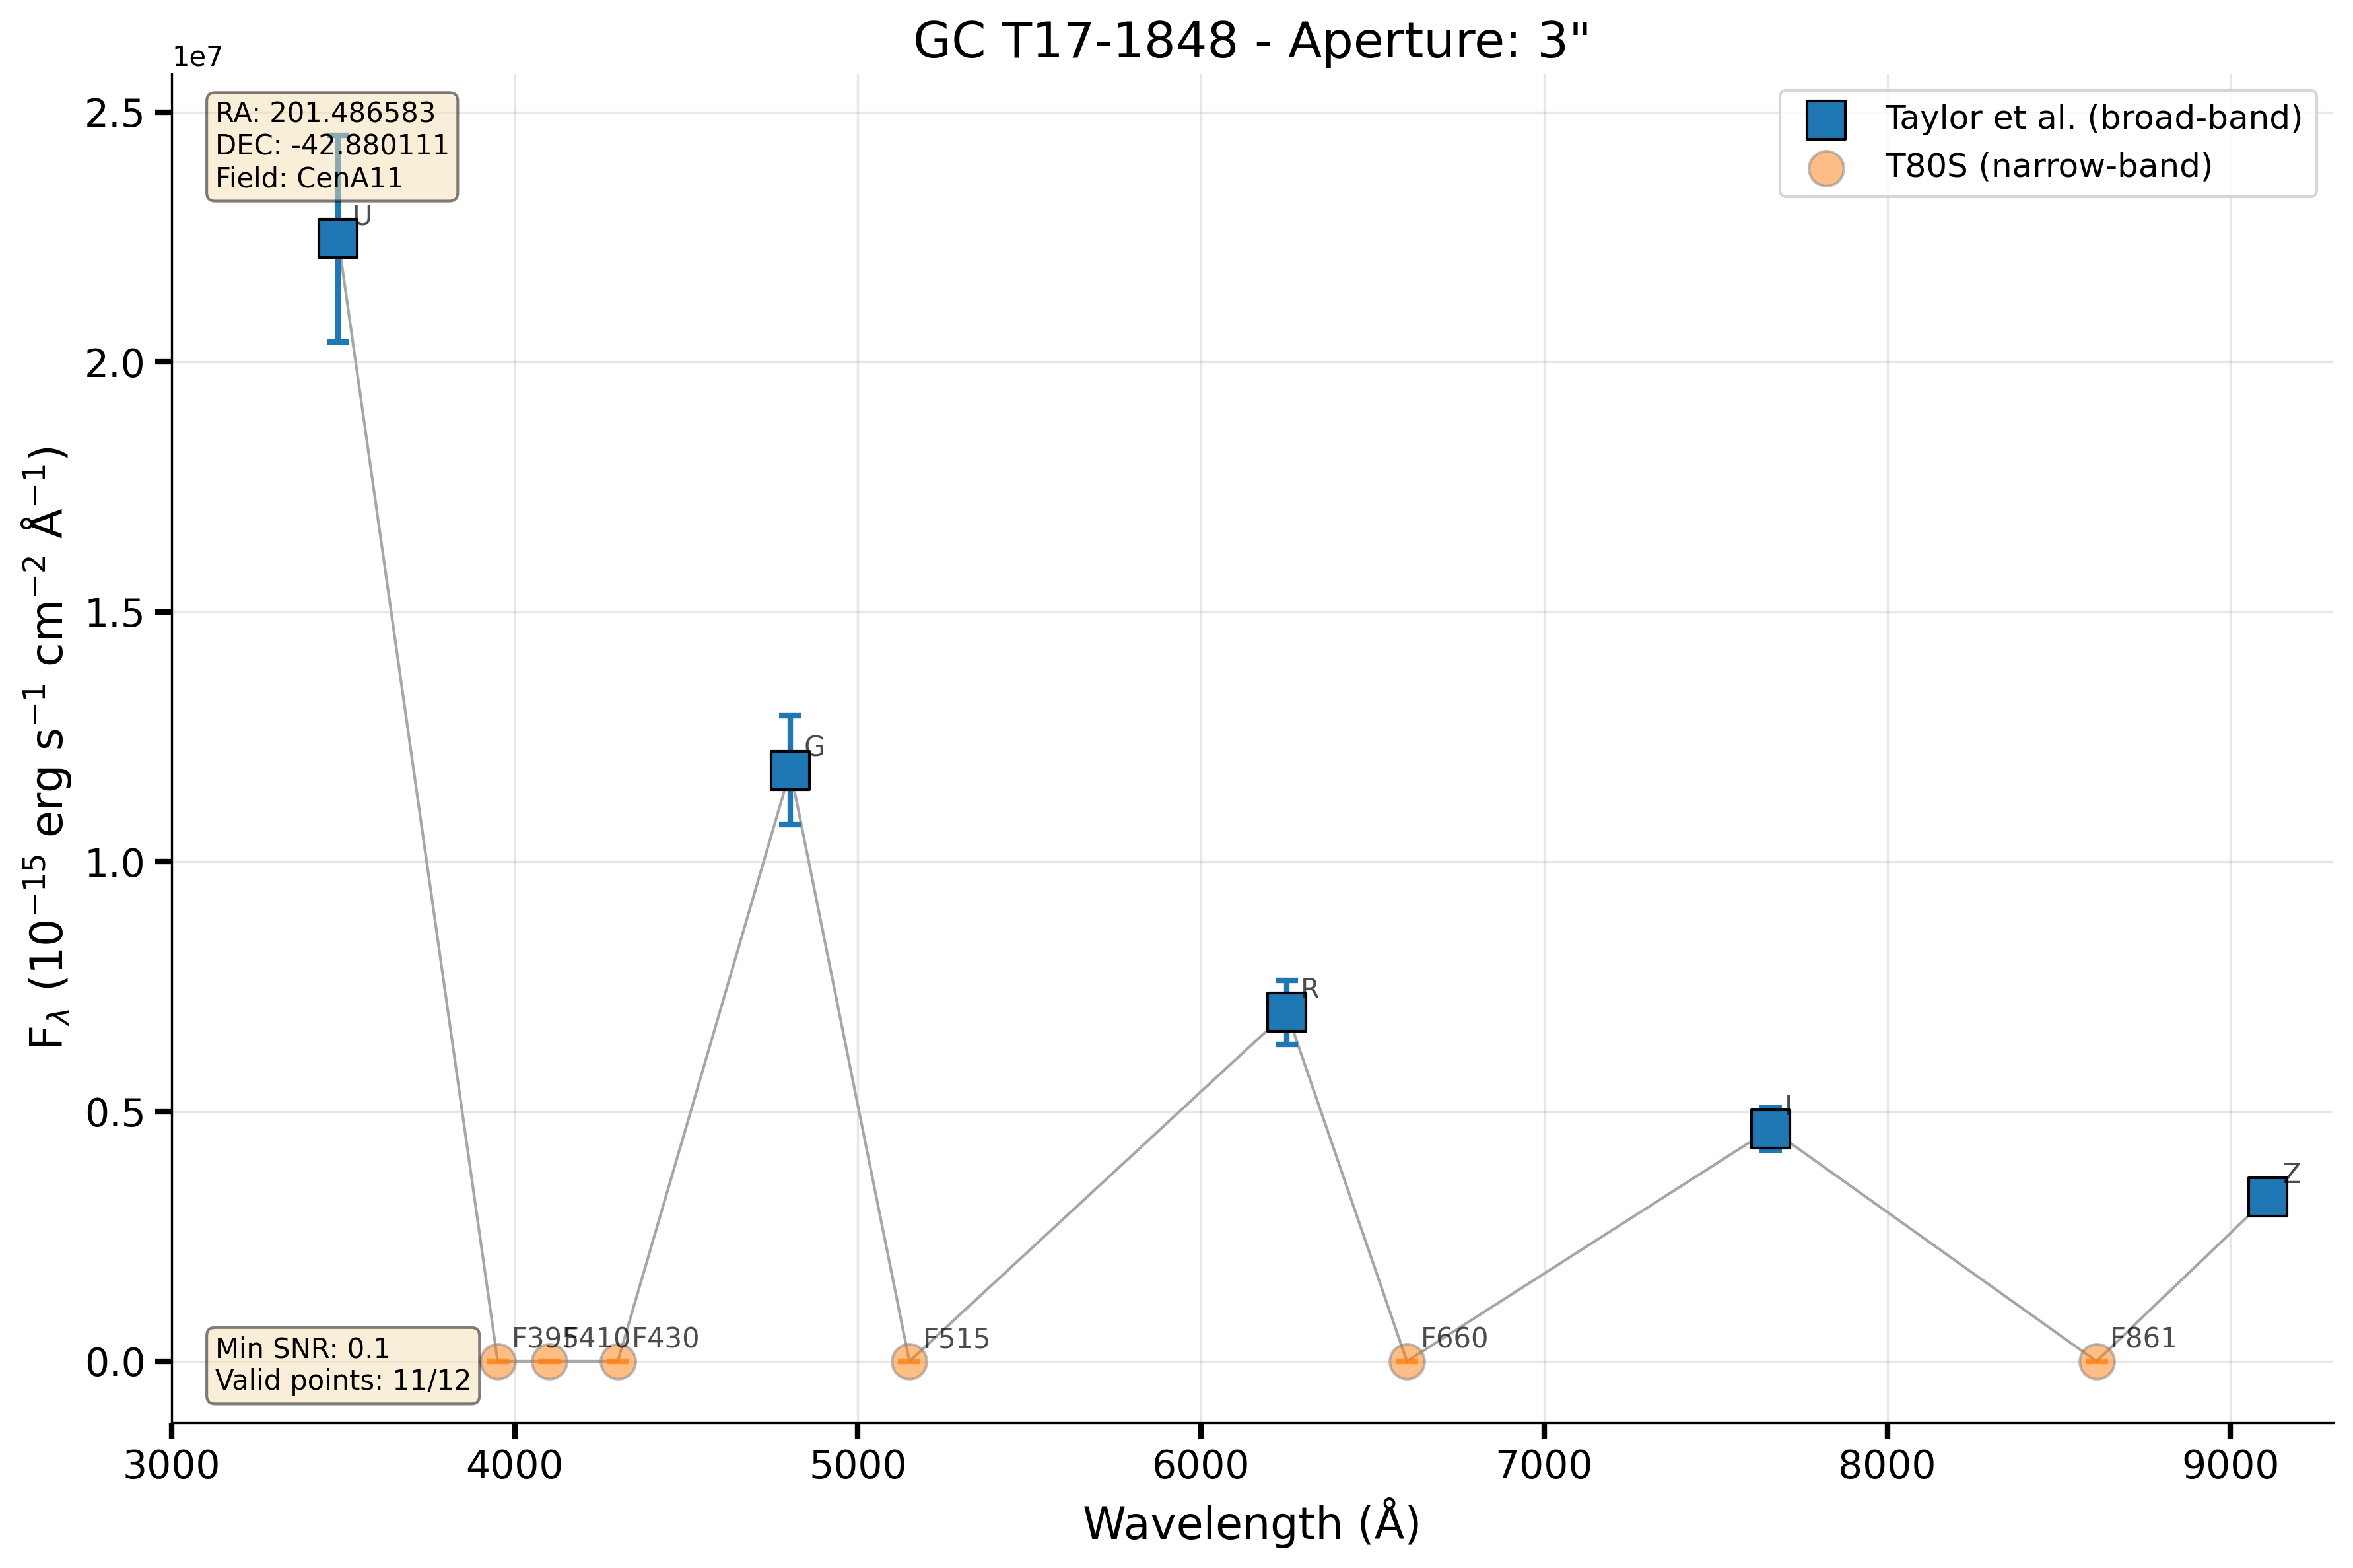 GC T17-1848 - Aperture: 3"
1e7
RA: 201.486583
DEC: -42.880111
Field: CenA11
Taylor et al. (broad-band)
T80S (narrow-band)
2.5
2.0
1.5
1.0
0.5
0.0
F_λ (10⁻¹⁵ erg s⁻¹ cm⁻² Å⁻¹)
U
G
R
I
Z
F395
F410
F430
F515
F660
F861
Min SNR: 0.1
Valid points: 11/12
3000 4000 5000 6000 7000 8000 9000
Wavelength (Å)